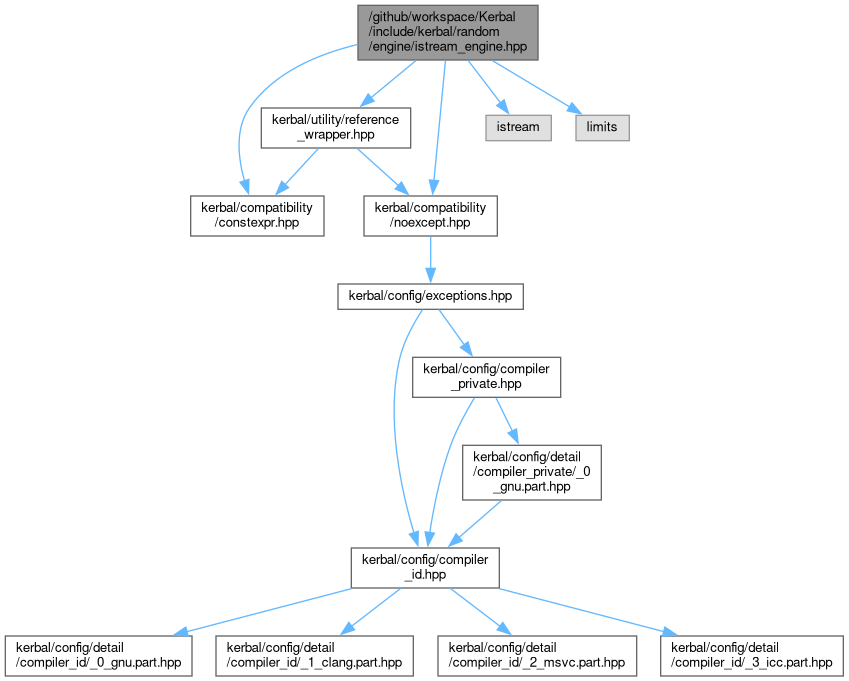 /github/workspace/Kerbal
/include/kerbal/random
/engine/istream_engine.hpp
kerbal/utility/reference
_wrapper.hpp
istream
limits
kerbal/compatibility
/constexpr.hpp
kerbal/compatibility
/noexcept.hpp
kerbal/config/exceptions.hpp
kerbal/config/compiler
_private.hpp
kerbal/config/detail
/compiler_private/_0
_gnu.part.hpp
kerbal/config/compiler
_id.hpp
kerbal/config/detail
/compiler_id/_0_gnu.part.hpp
kerbal/config/detail
/compiler_id/_1_clang.part.hpp
kerbal/config/detail
/compiler_id/_2_msvc.part.hpp
kerbal/config/detail
/compiler_id/_3_icc.part.hpp